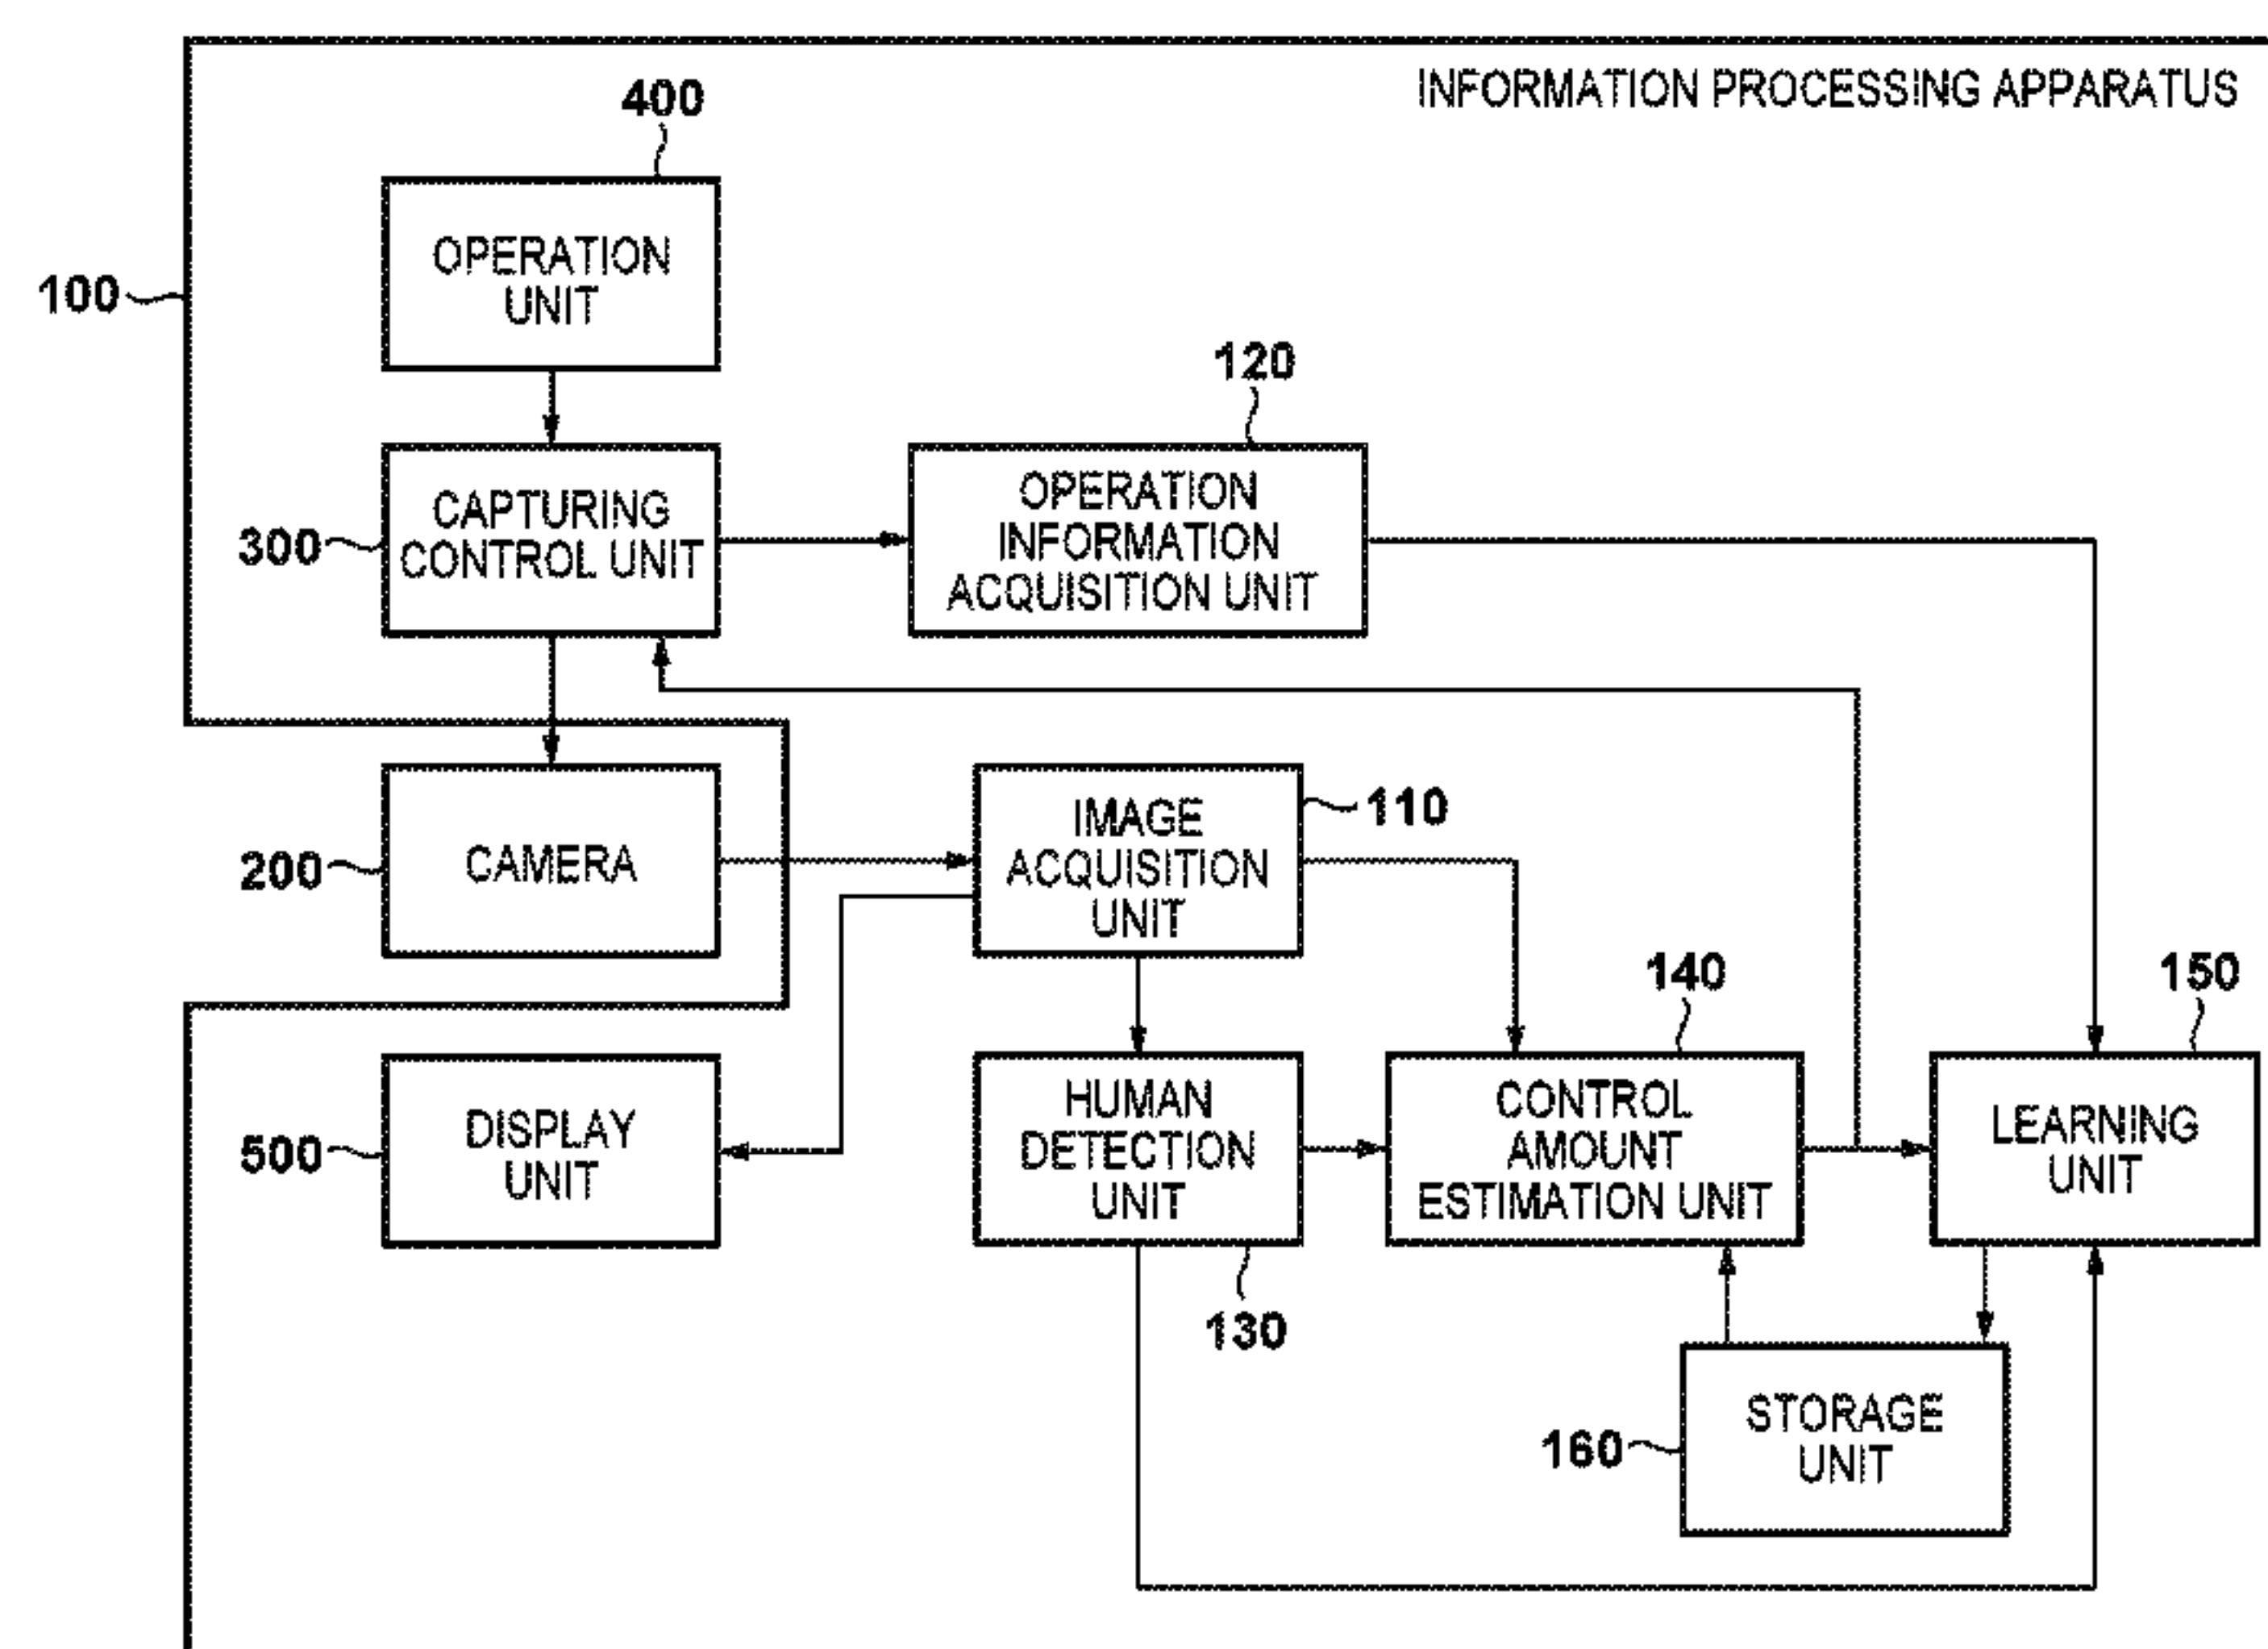 INFORMATION PROCESSING APPARATUS
400
OPERATION
UNIT
100
120
300
CAPTURING
CONTROL UNIT
OPERATION
INFORMATION
ACQUISITION UNIT
200
CAMERA
IMAGE
ACQUISITION
UNIT
110
140
150
500
DISPLAY
UNIT
HUMAN
DETECTION
UNIT
CONTROL
AMOUNT
ESTIMATION UNIT
LEARNING
UNIT
130
160
STORAGE
UNIT